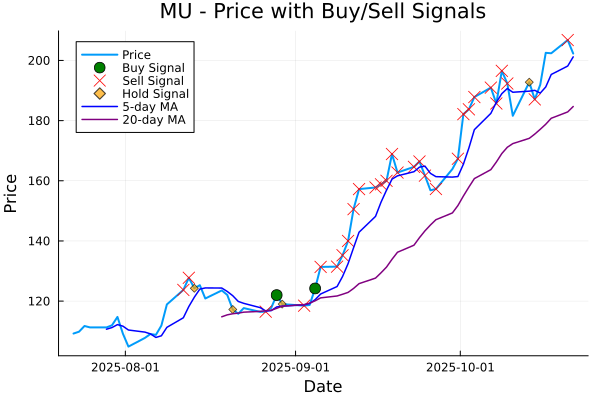 MU - Price with Buy/Sell Signals
Price
Buy Signal
Sell Signal
Hold Signal
5-day MA
20-day MA
200
180
160
140
120
Price
2025-08-01
2025-09-01
2025-10-01
Date